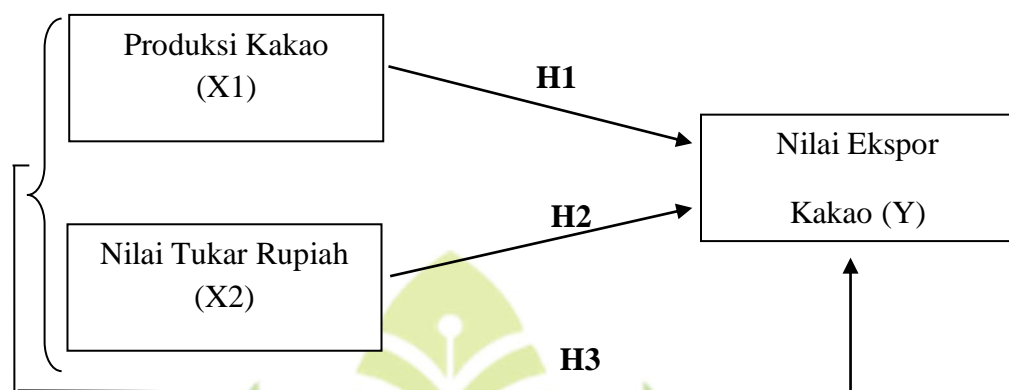 Produksi Kakao
(X1)
H1
Nilai Ekspor
Kakao (Y)
H2
Nilai Tukar Rupiah
(X2)
H3